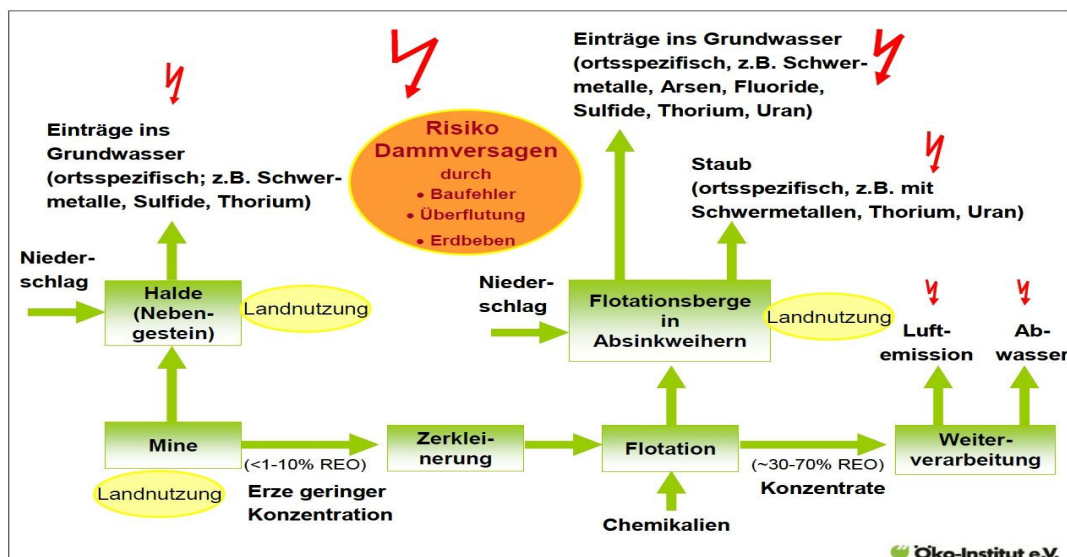 Einträge ins
Grundwasser
(ortsspezifisch; z.B. Schwer-
metalle, Sulfide, Thorium)
Risiko
Dammversagen
durch
• Baufehler
• Überflutung
• Erdbeben
Einträge ins Grundwasser
(ortsspezifisch, z.B. Schwer-
metalle, Arsen, Fluoride,
Sulfide, Thorium, Uran)
Staub
(ortsspezifisch, z.B. mit
Schwermetallen, Thorium, Uran)
Nieder-
schlag
Halde
(Neben-
gestein)
Landnutzung
Nieder-
schlag
Flotationsberge
in
Absinkweihern
Landnutzung
Luft-
emission
Ab-
wasser
Mine
Landnutzung
(<1-10% REO)
Erze geringer
Konzentration
Zerklei-
nerung
Flotation
Chemikalien
(~30-70% REO)
Konzentrate
Weiter-
verarbeitung
Öko-Institut e.V.